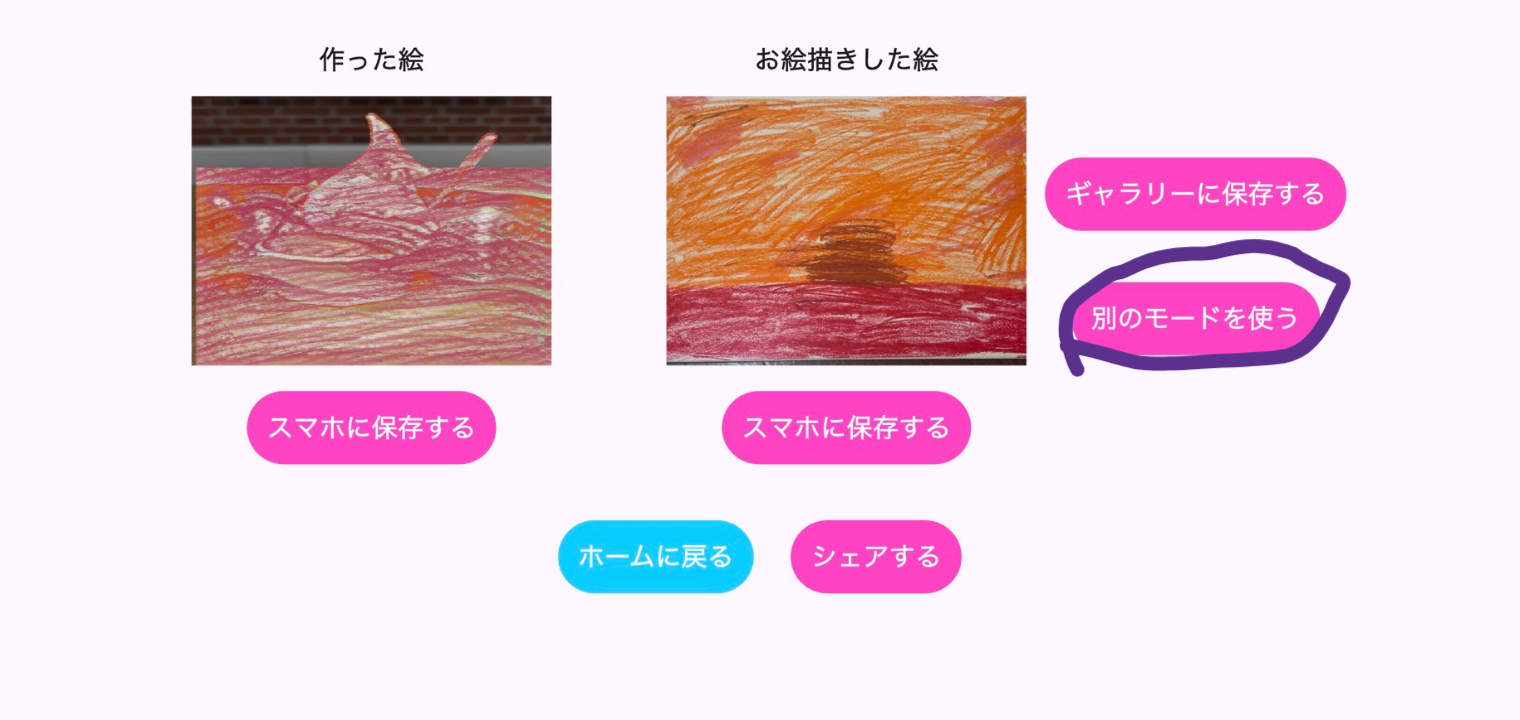 作った絵
お絵描きした絵
ギャラリーに保存する
別のモードを使う
スマホに保存する
スマホに保存する
ホームに戻る
シェアする